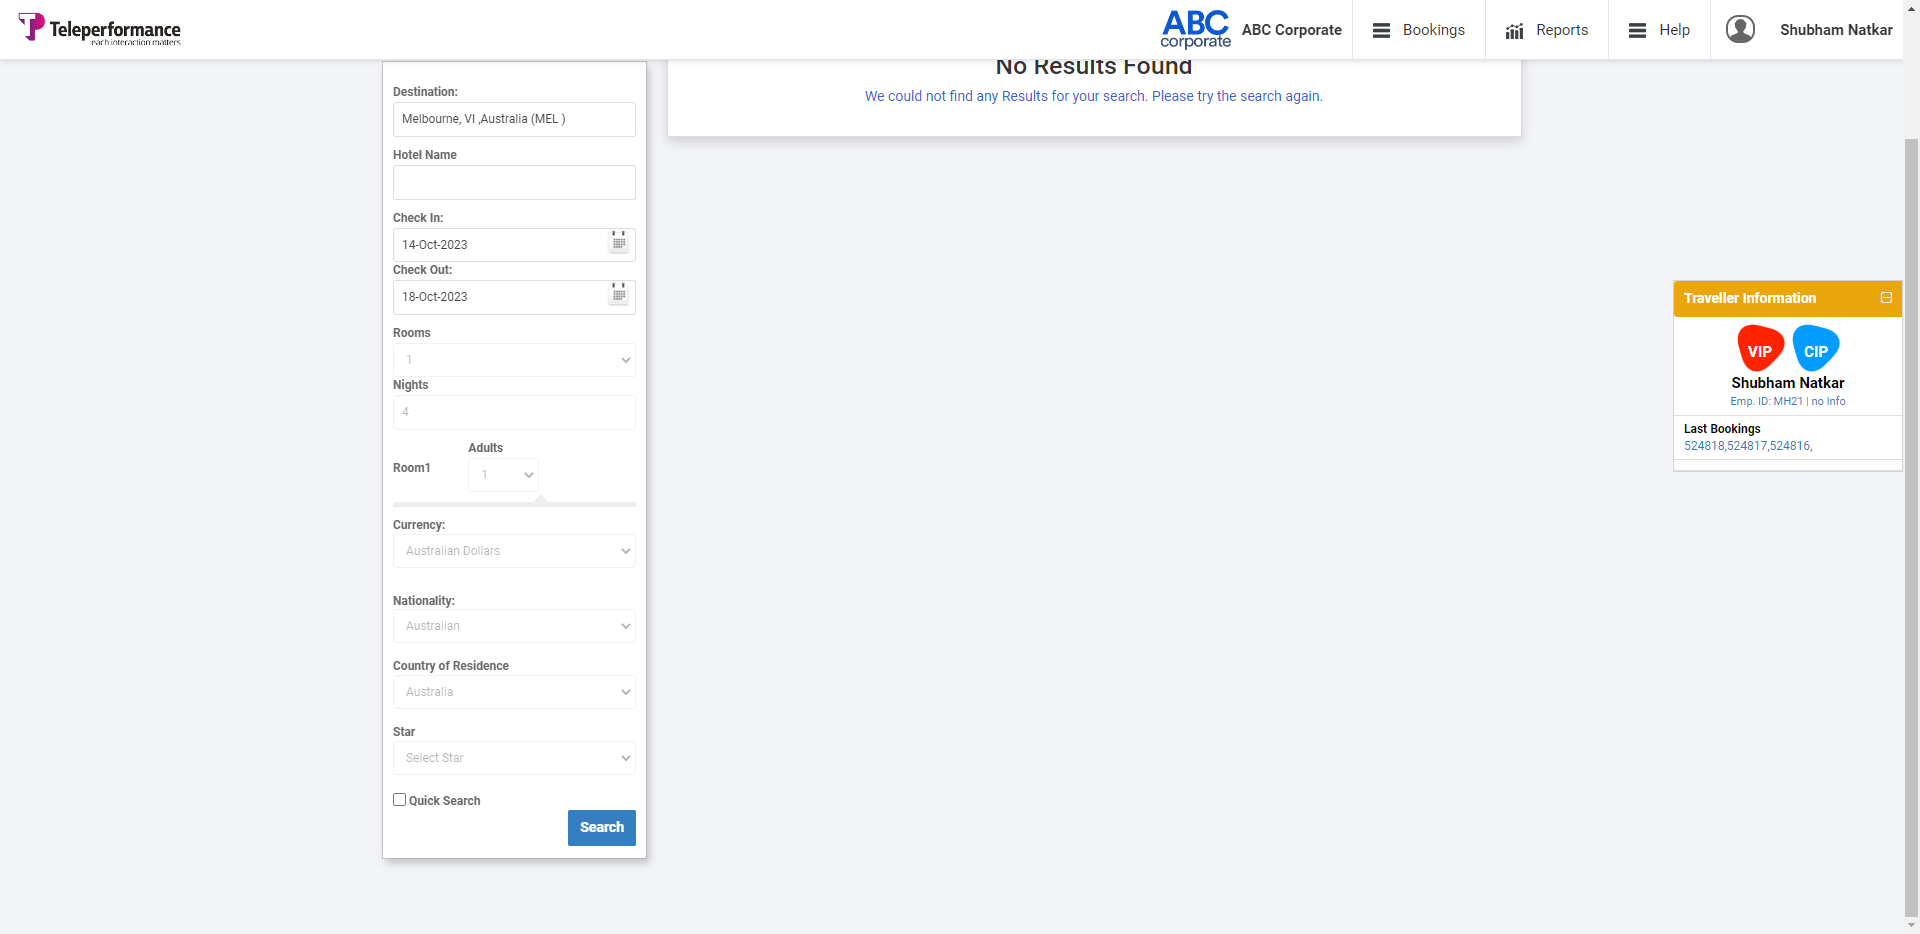 Teleperformance
each interaction matters
ABC
corporate
ABC Corporate
Bookings
Reports
Help
Shubham Natkar
Destination:
Melbourne, VI ,Australia (MEL )
Hotel Name
Check In:
14-Oct-2023
Check Out:
18-Oct-2023
Rooms
1
Nights
4
Adults
Room1
1
Currency:
Australian Dollars
Nationality:
Australian
Country of Residence
Australia
Star
Select Star
Quick Search
Search
No Results Found
We could not find any Results for your search. Please try the search again.
Traveller Information
VIP
CIP
Shubham Natkar
Emp. ID: MH21 | no Info
Last Bookings
524818,524817,524816,